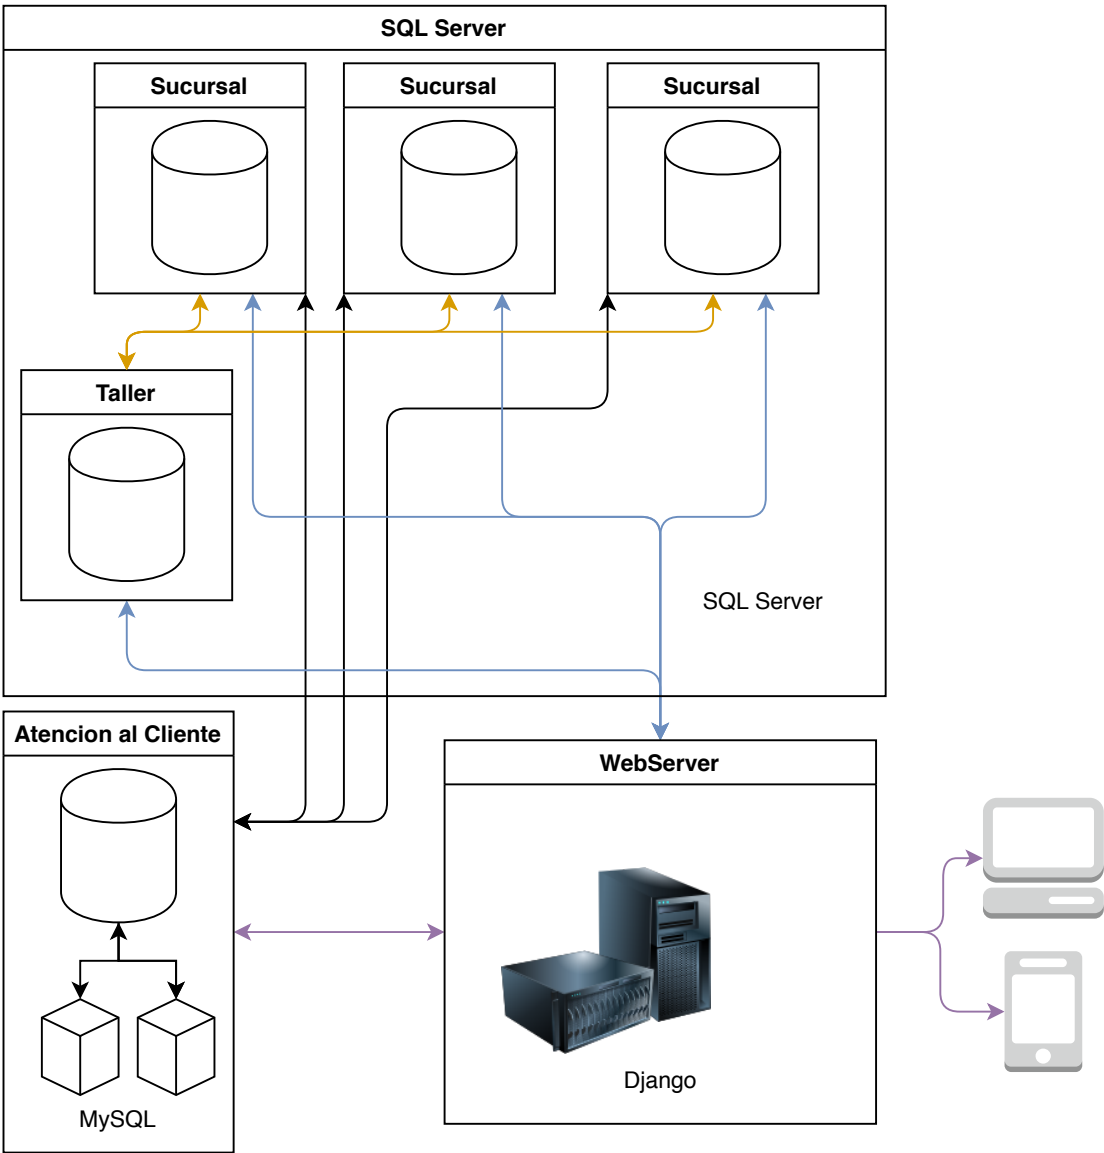 SQL Server
Sucursal
Sucursal
Sucursal
Taller
SQL Server
Atencion al Cliente
WebServer
Django
MySQL